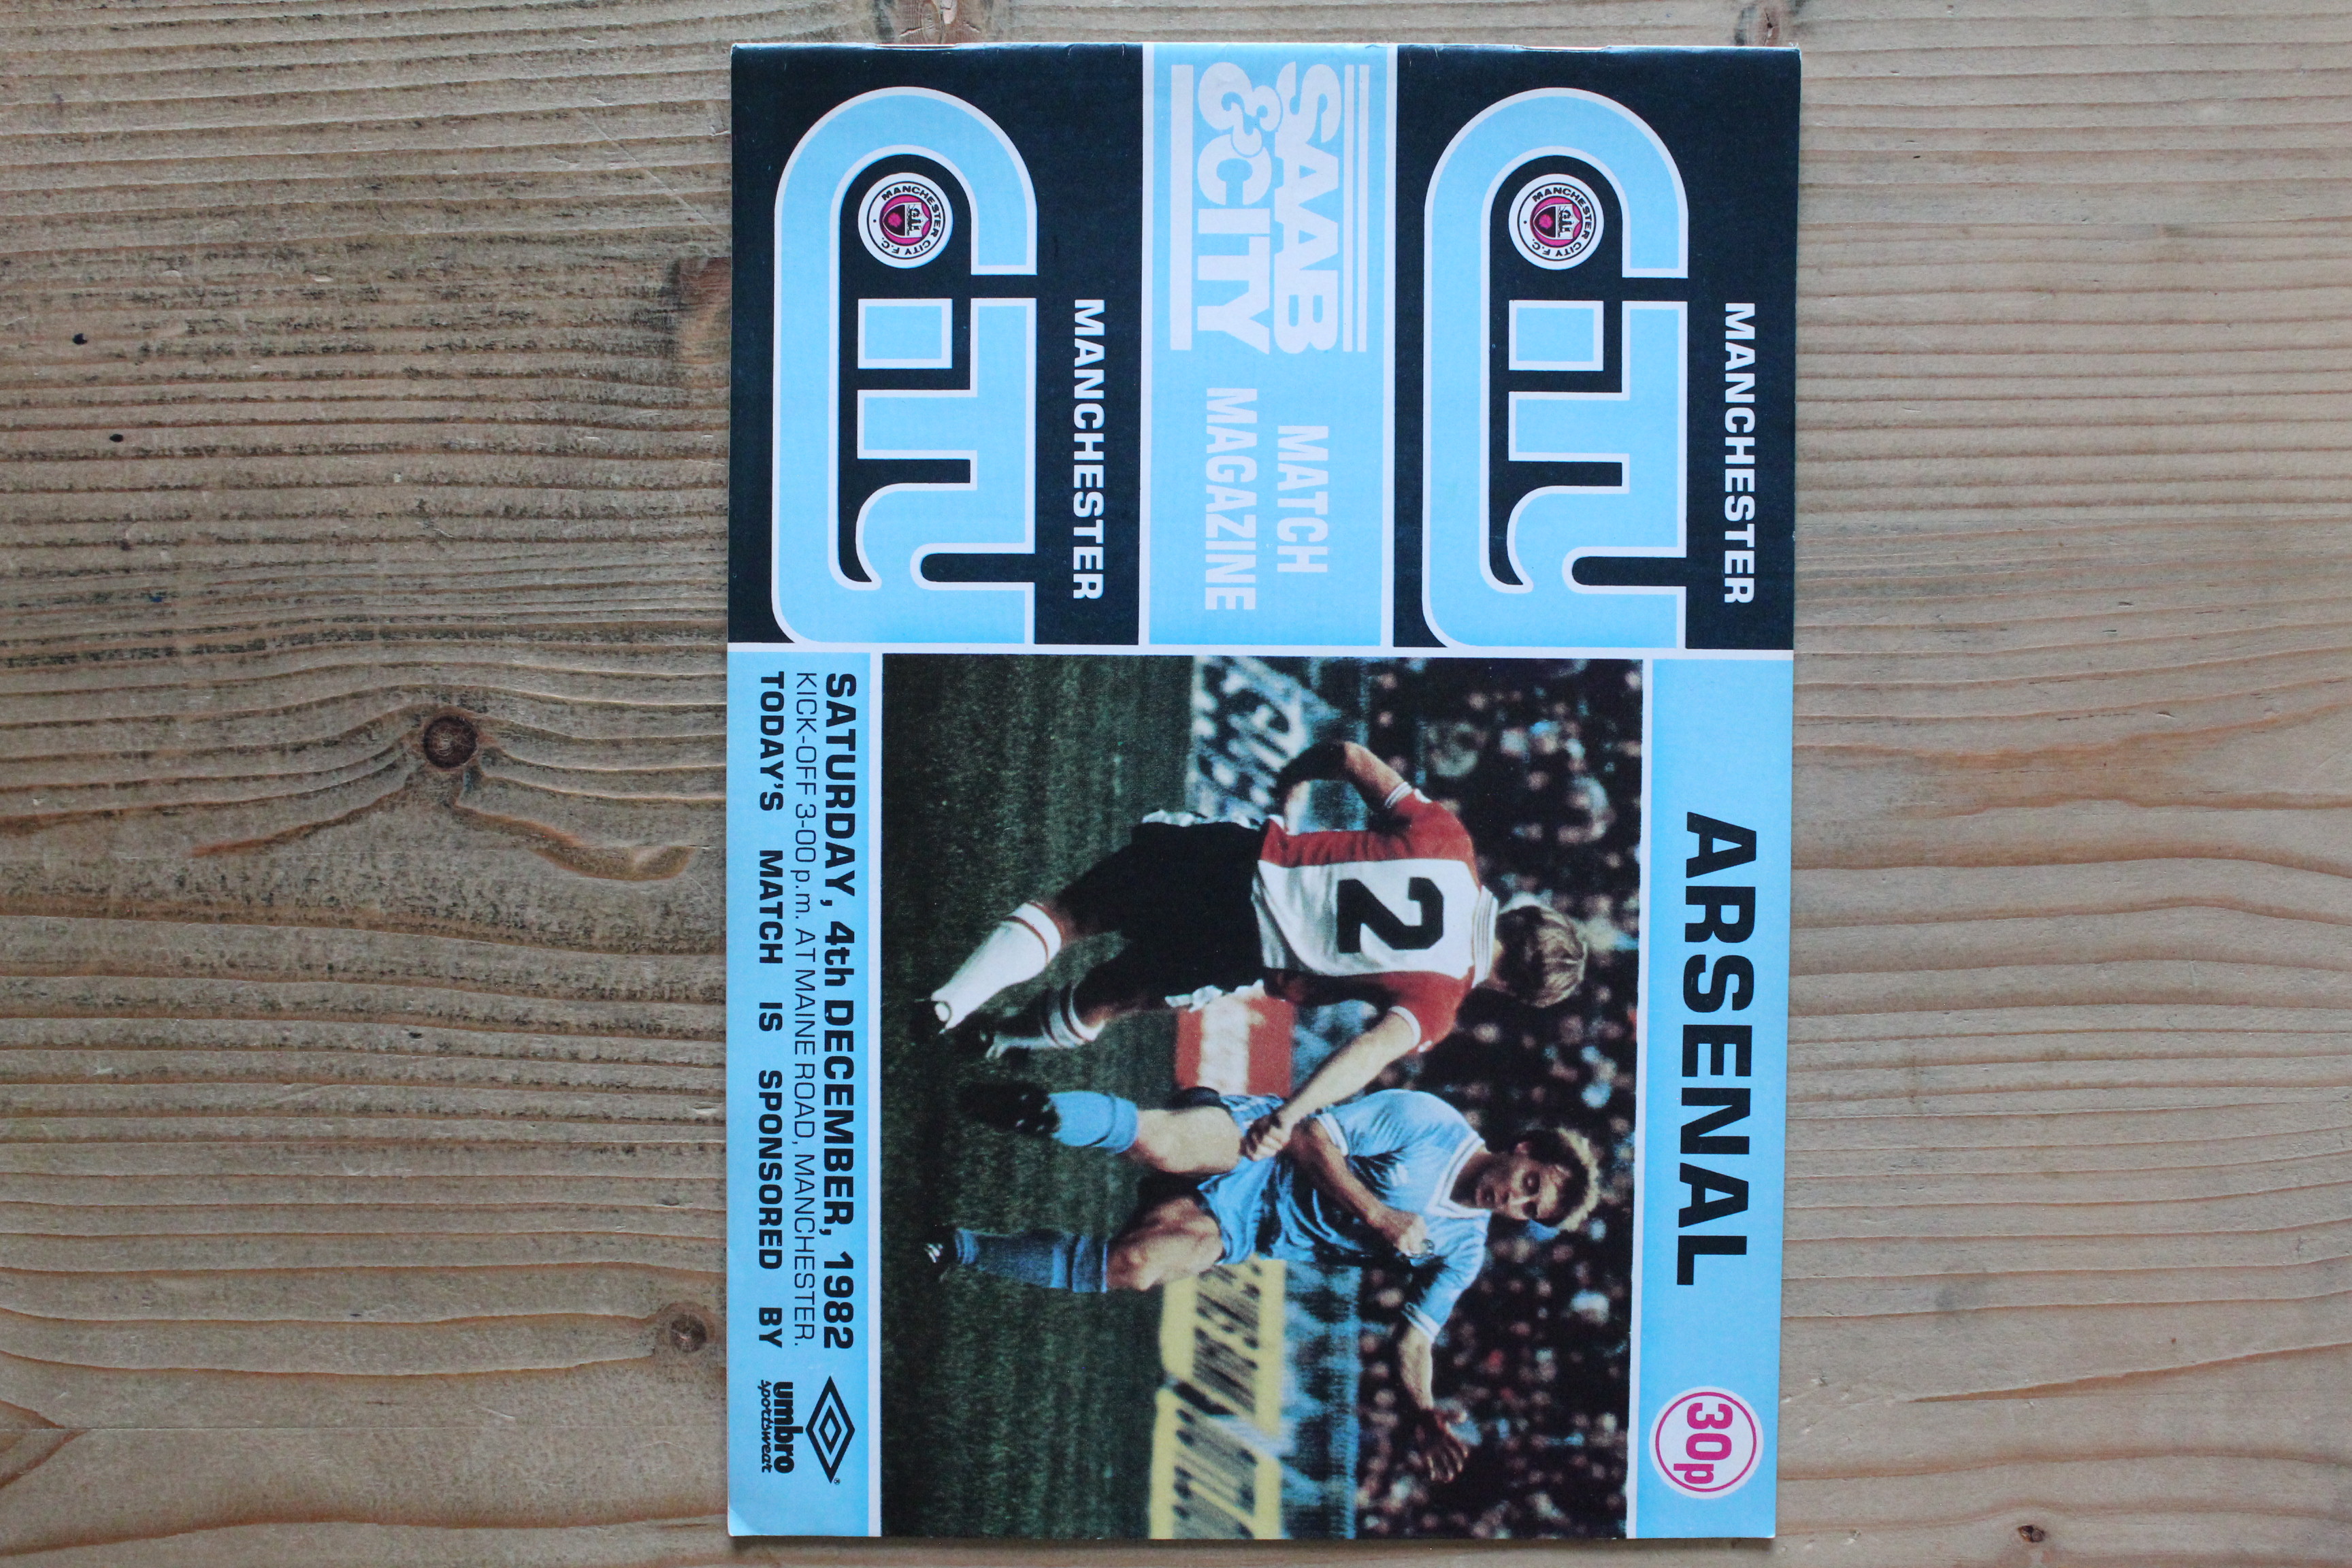 MANCHESTER
CITY
MANCHESTER CITY F.C.
SAAB
& CITY
MATCH
MAGAZINE
MANCHESTER
CITY
MANCHESTER CITY F.C.
ARSENAL
30p
2
SATURDAY, 4th DECEMBER, 1982
KICK-OFF 3-00 p.m. AT MAINE ROAD, MANCHESTER.
TODAY'S MATCH IS SPONSORED BY
umbro
sportswear